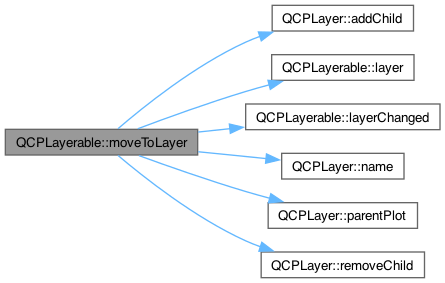 QCPLayer::addChild
QCPLayerable::layer
QCPLayerable::layerChanged
QCPLayerable::moveToLayer
QCPLayer::name
QCPLayer::parentPlot
QCPLayer::removeChild